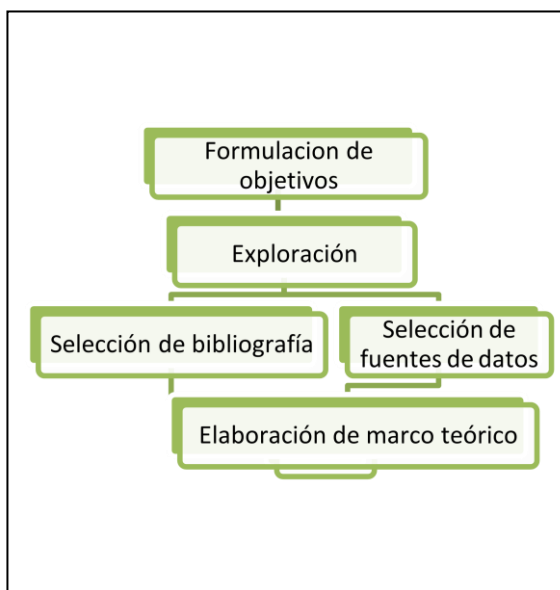 Formulacion de
objetivos
Exploración
Selección de bibliografía
Selección de
fuentes de datos
Elaboración de marco teórico